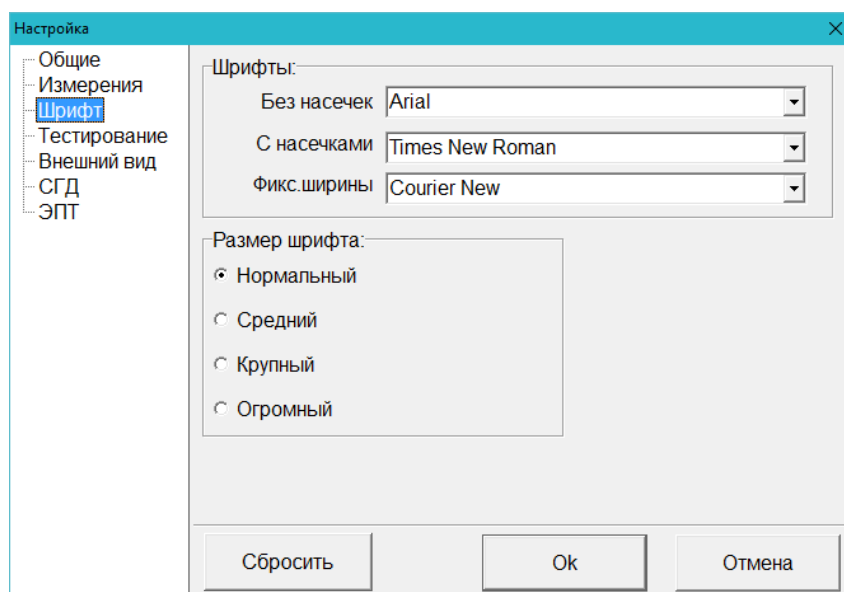 Настройка
Общие
Измерения
Шрифт
Тестирование
Внешний вид
СГД
ЭПТ
Шрифты:
Без насечек Arial
С насечками Times New Roman
Фикс.ширины Courier New
Размер шрифта:
Нормальный
Средний
Крупный
Огромный
Сбросить Ok Отмена